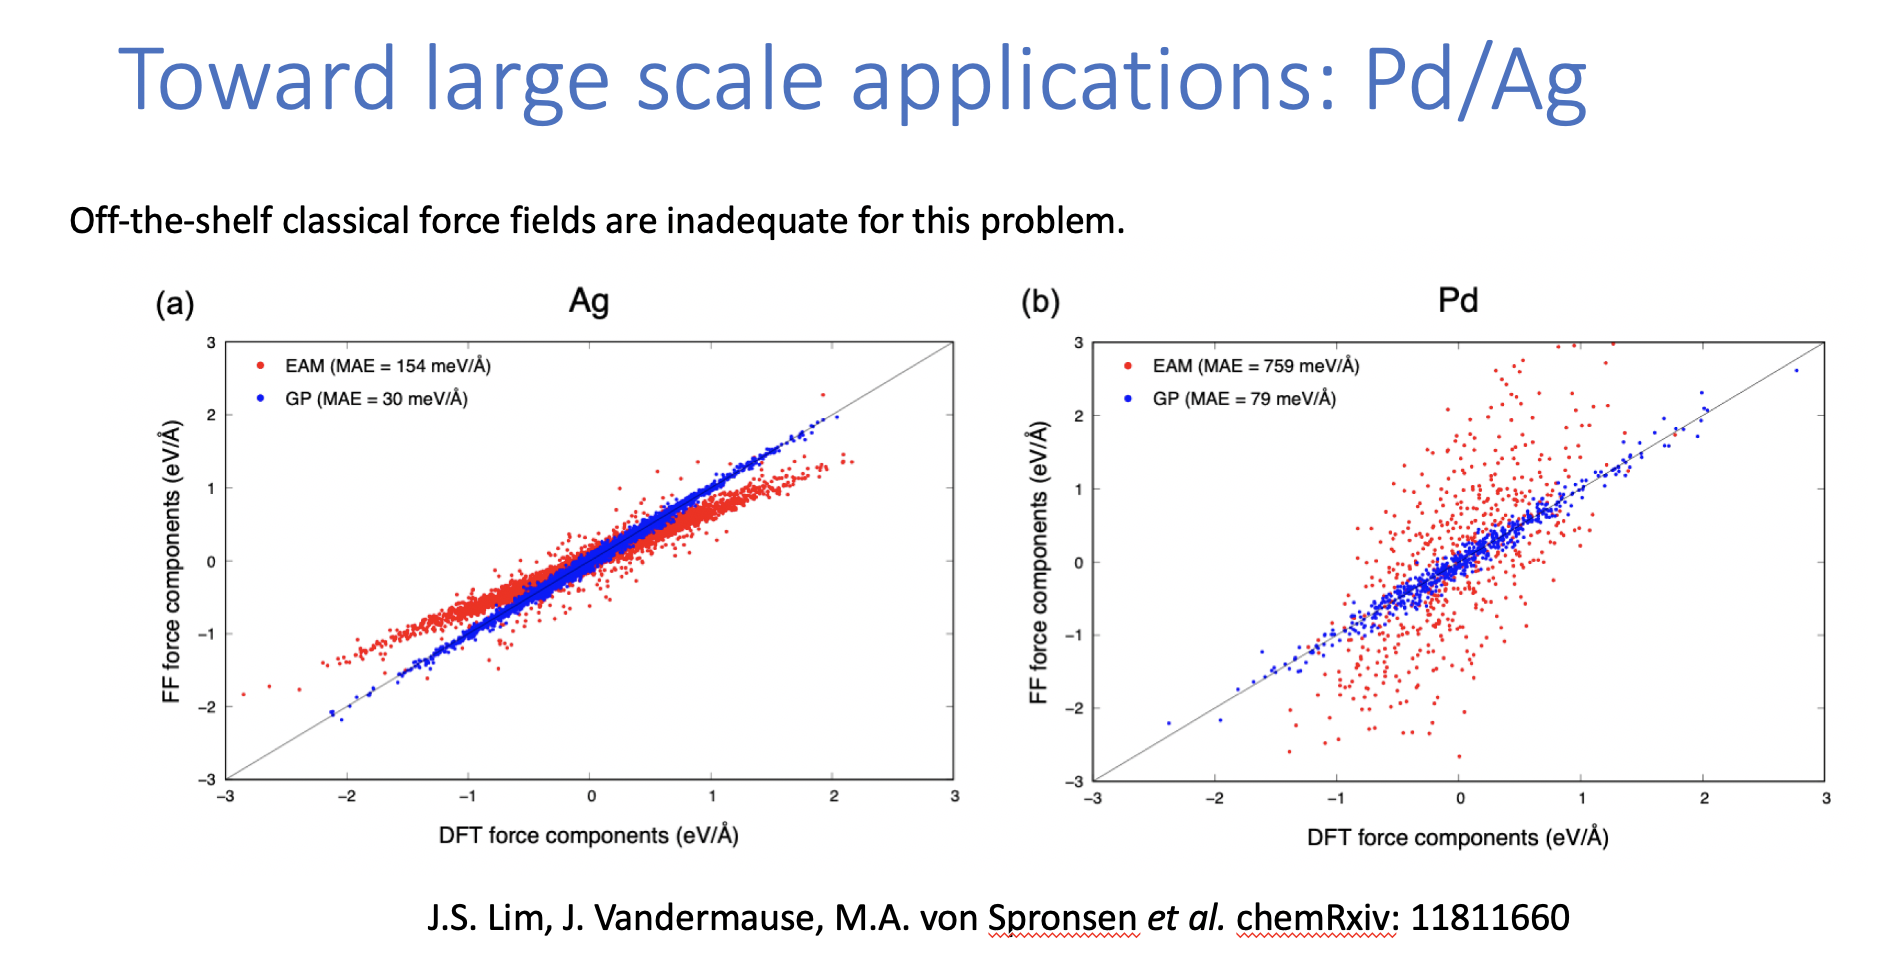 Toward large scale applications: Pd/Ag
Off-the-shelf classical force fields are inadequate for this problem.
(a)
Ag
EAM (MAE = 154 meV/Å)
GP (MAE = 30 meV/Å)
FF force components (eV/Å)
3
2
1
0
−1
−2
−3
−3 −2 −1 0 1 2 3
DFT force components (eV/Å)
(b)
Pd
EAM (MAE = 759 meV/Å)
GP (MAE = 79 meV/Å)
FF force components (eV/Å)
3
2
1
0
−1
−2
−3
−3 −2 −1 0 1 2 3
DFT force components (eV/Å)
J.S. Lim, J. Vandermause, M.A. von Spronsen et al. chemRxiv: 11811660